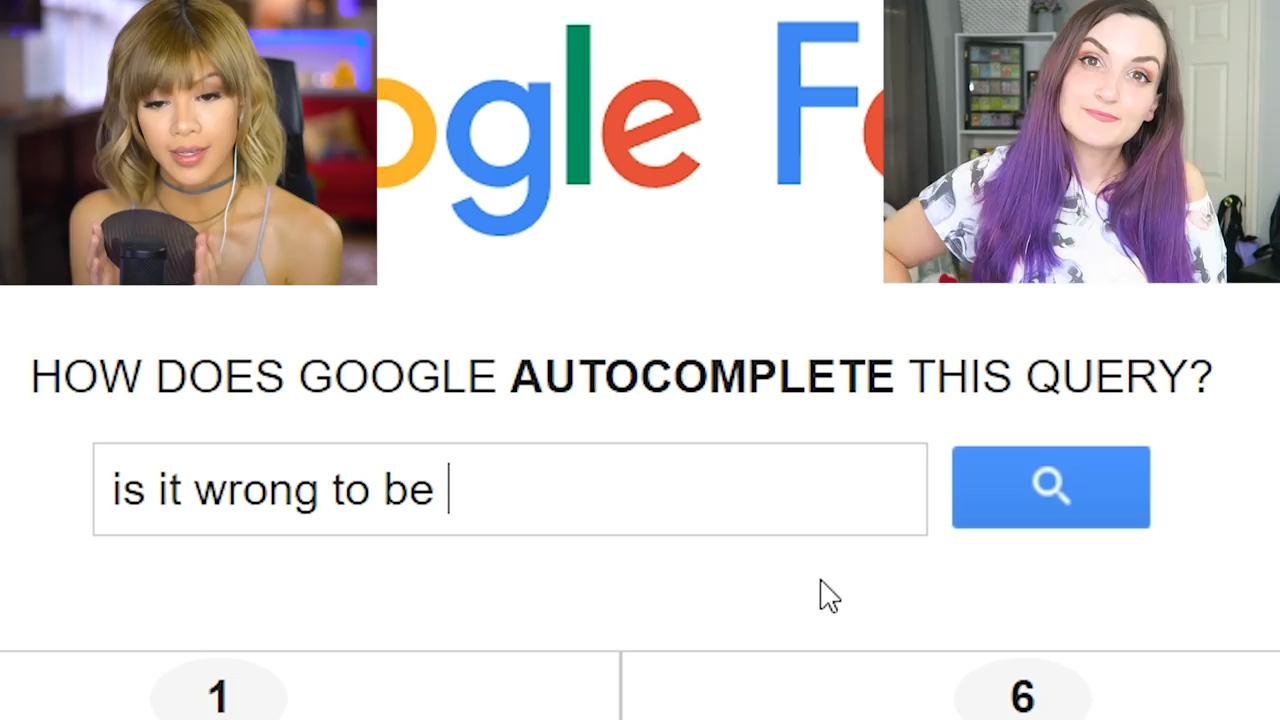 ogle F
HOW DOES GOOGLE AUTOCOMPLETE THIS QUERY?
is it wrong to be
1
6